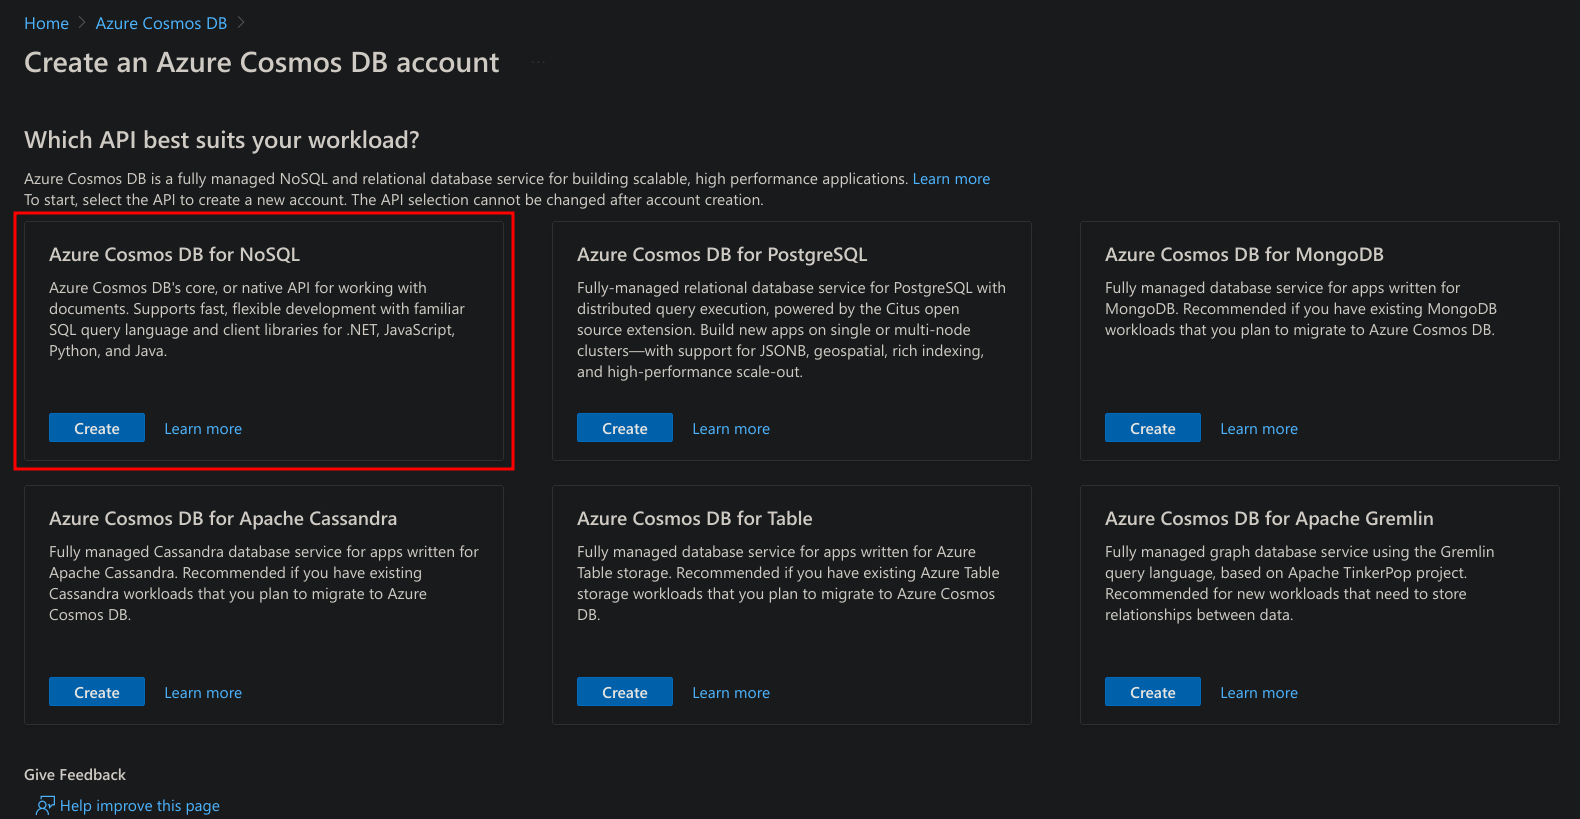 Home > Azure Cosmos DB >
Create an Azure Cosmos DB account ...
Which API best suits your workload?
Azure Cosmos DB is a fully managed NoSQL and relational database service for building scalable, high performance applications. Learn more
To start, select the API to create a new account. The API selection cannot be changed after account creation.
Azure Cosmos DB for NoSQL
Azure Cosmos DB's core, or native API for working with
documents. Supports fast, flexible development with familiar
SQL query language and client libraries for .NET, JavaScript,
Python, and Java.
Create Learn more
Azure Cosmos DB for PostgreSQL
Fully-managed relational database service for PostgreSQL with
distributed query execution, powered by the Citus open
source extension. Build new apps on single or multi-node
clusters—with support for JSONB, geospatial, rich indexing,
and high-performance scale-out.
Create Learn more
Azure Cosmos DB for MongoDB
Fully managed database service for apps written for
MongoDB. Recommended if you have existing MongoDB
workloads that you plan to migrate to Azure Cosmos DB.
Create Learn more
Azure Cosmos DB for Apache Cassandra
Fully managed Cassandra database service for apps written for
Apache Cassandra. Recommended if you have existing
Cassandra workloads that you plan to migrate to Azure
Cosmos DB.
Create Learn more
Azure Cosmos DB for Table
Fully managed database service for apps written for Azure
Table storage. Recommended if you have existing Azure Table
storage workloads that you plan to migrate to Azure Cosmos
DB.
Create Learn more
Azure Cosmos DB for Apache Gremlin
Fully managed graph database service using the Gremlin
query language, based on Apache TinkerPop project.
Recommended for new workloads that need to store
relationships between data.
Create Learn more
Give Feedback
Help improve this page